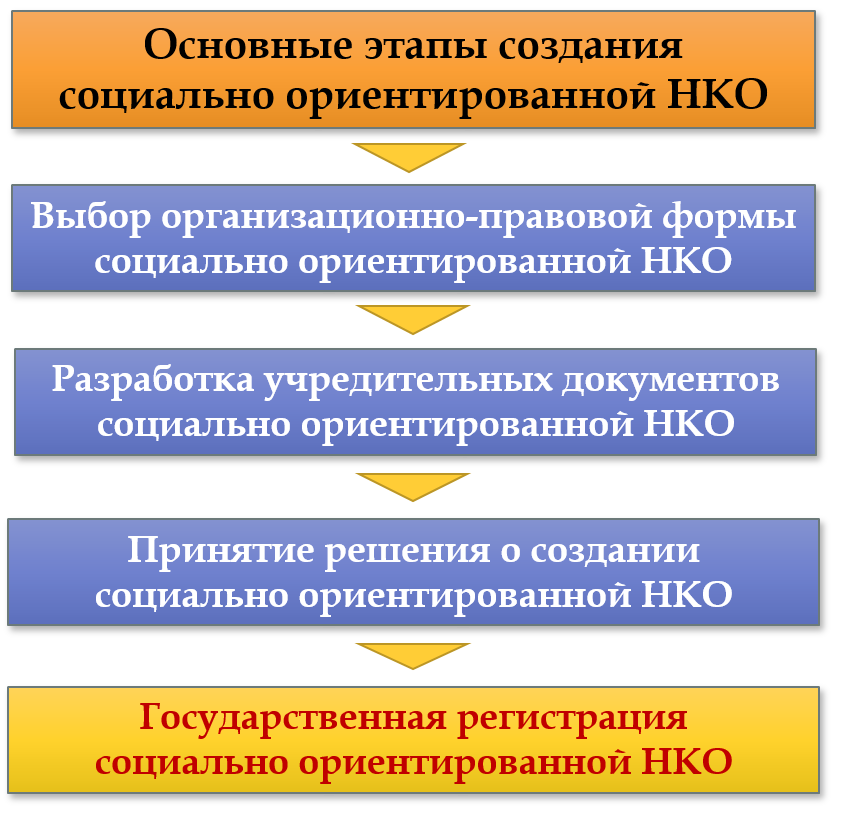 Основные этапы создания
социально ориентированной НКО
Выбор организационно-правовой формы
социально ориентированной НКО
Разработка учредительных документов
социально ориентированной НКО
Принятие решения о создании
социально ориентированной НКО
Государственная регистрация
социально ориентированной НКО